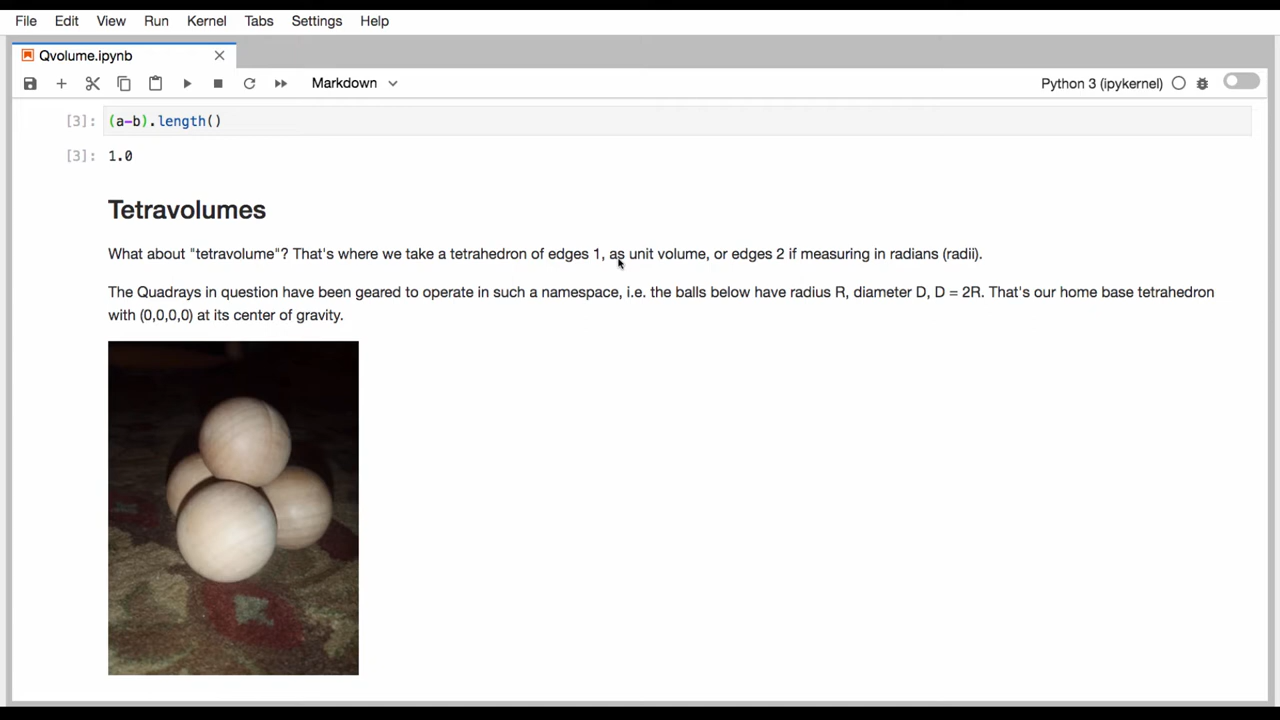 File Edit View Run Kernel Tabs Settings Help
Qvolume.ipynb
Markdown
Python 3 (ipykernel)
[3]: (a-b).length()
[3]: 1.0
Tetravolumes
What about "tetravolume"? That's where we take a tetrahedron of edges 1, as unit volume, or edges 2 if measuring in radians (radii).
The Quadrays in question have been geared to operate in such a namespace, i.e. the balls below have radius R, diameter D, D = 2R. That's our home base tetrahedron
with (0,0,0,0) at its center of gravity.